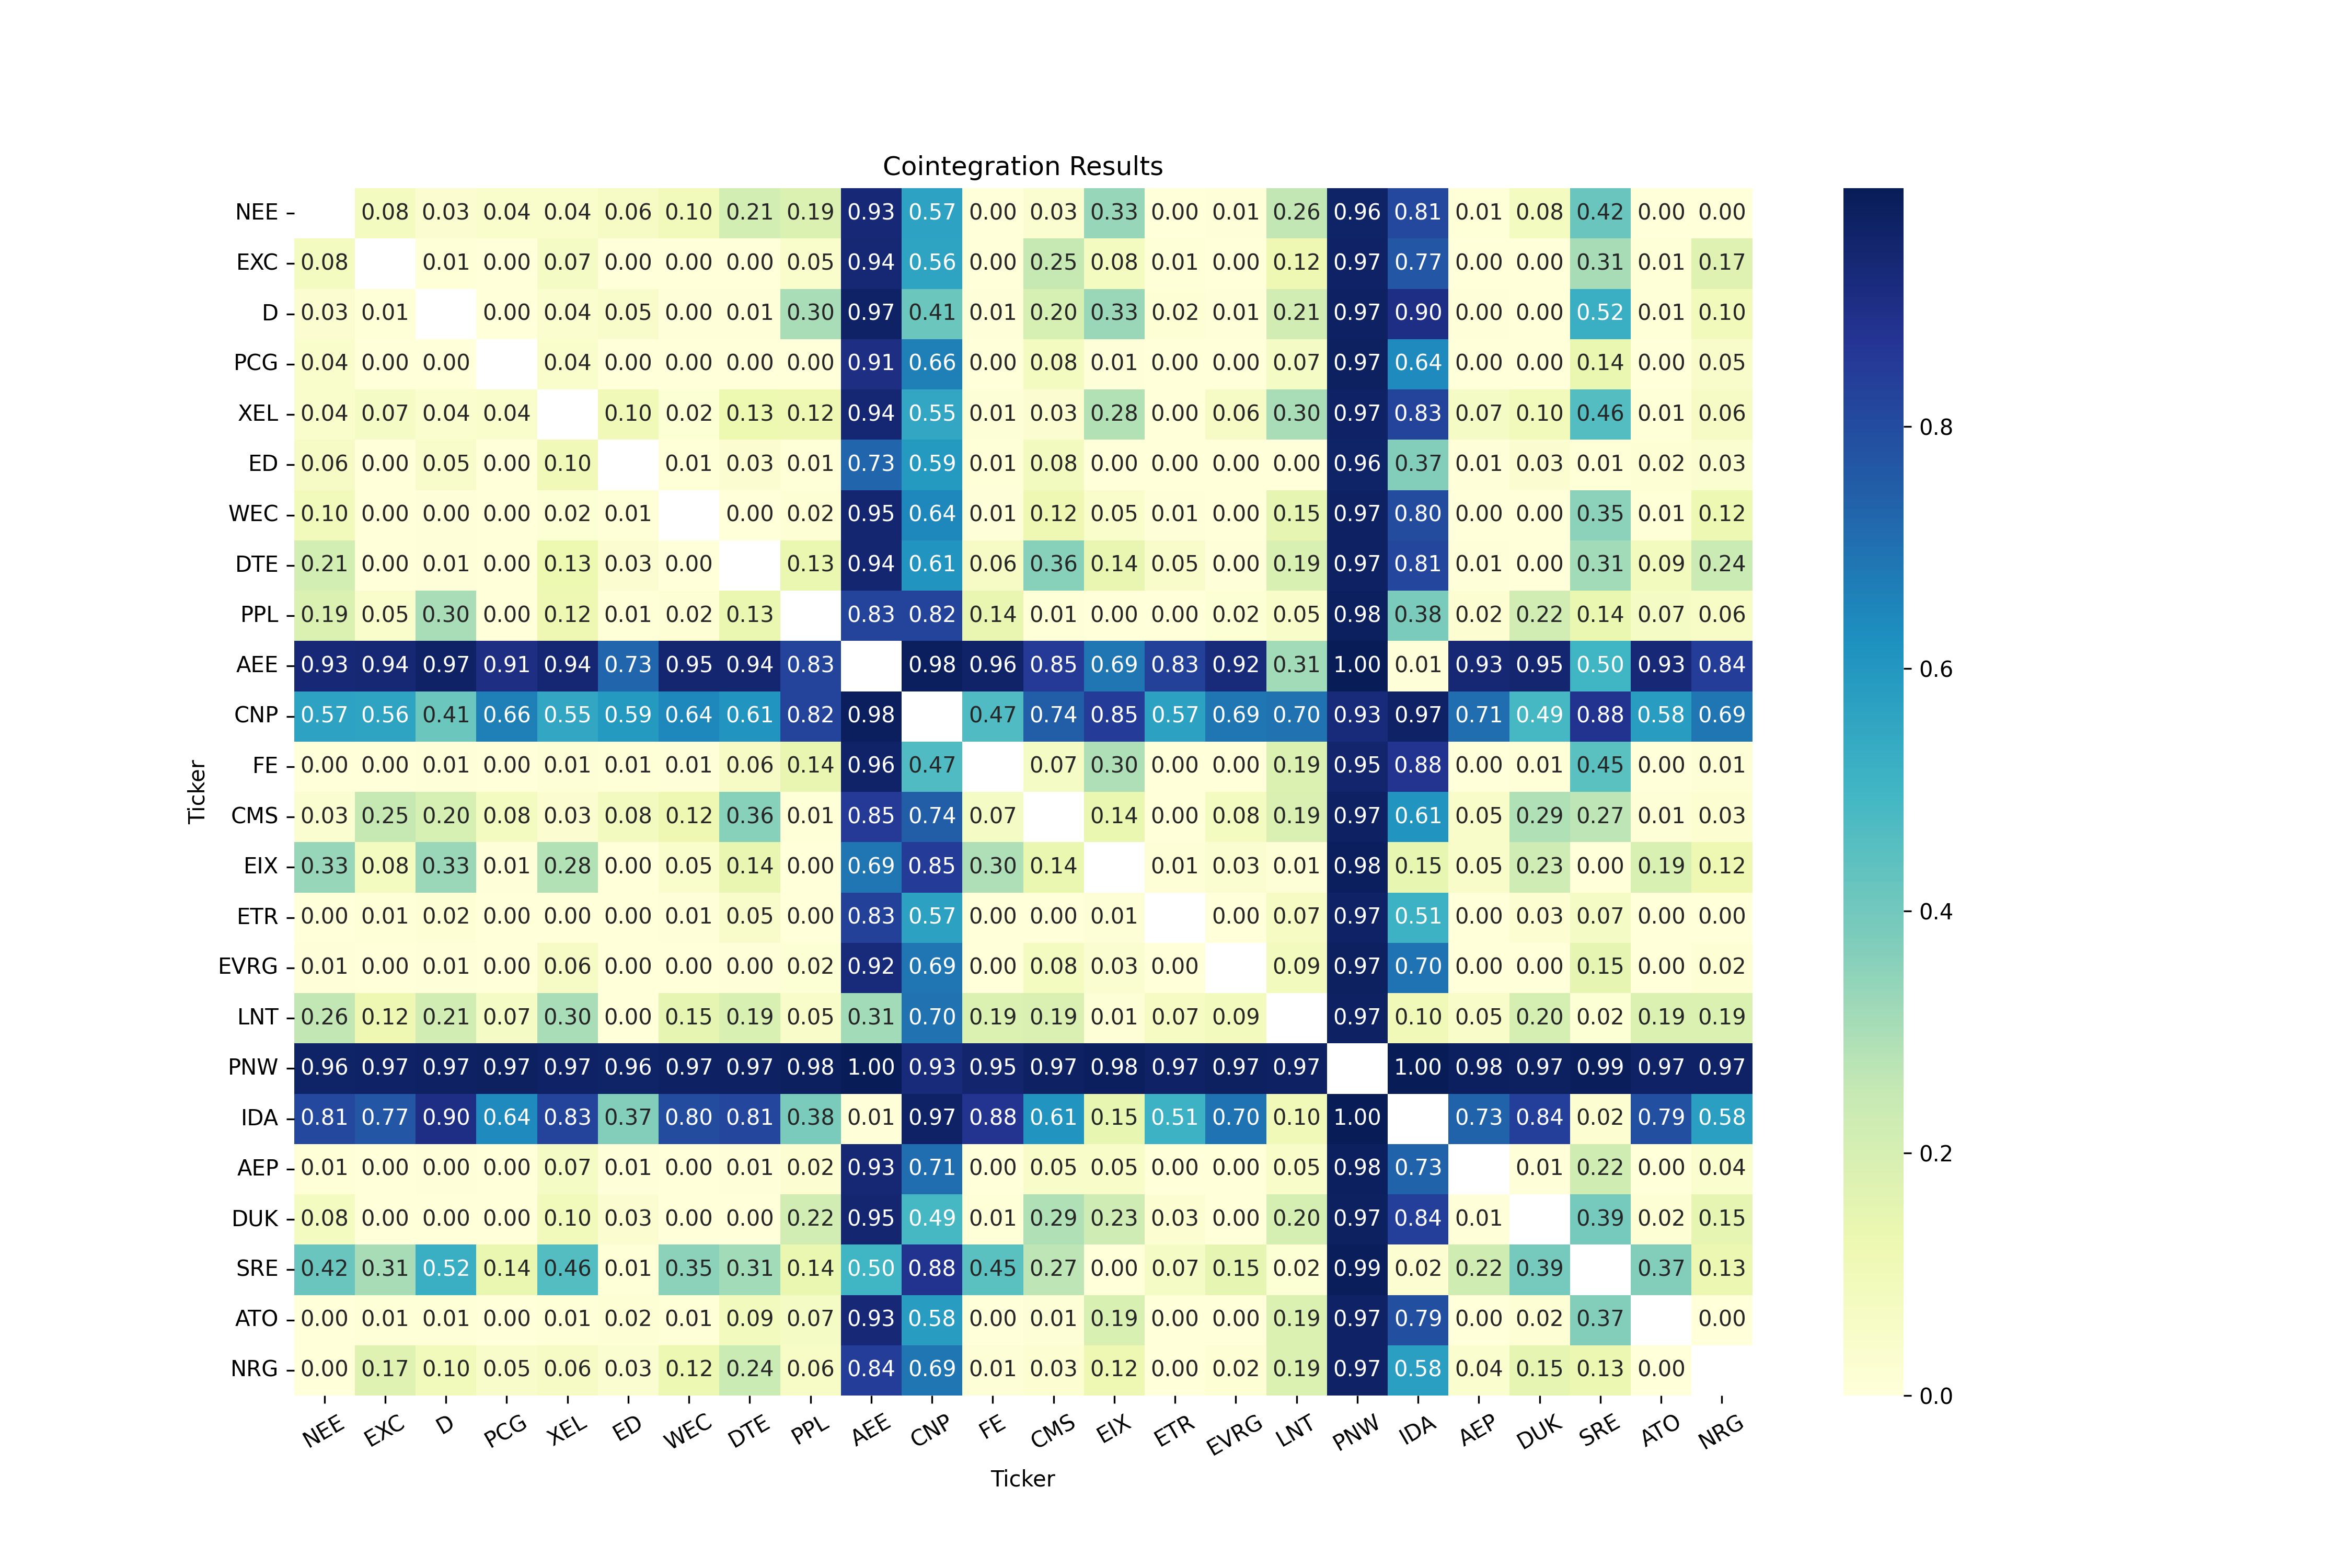 Cointegration Results
NEE 0.08 0.03 0.04 0.04 0.06 0.10 0.21 0.19 0.93 0.57 0.00 0.03 0.33 0.00 0.01 0.26 0.96 0.81 0.01 0.08 0.42 0.00 0.00
EXC 0.08 0.01 0.00 0.07 0.00 0.00 0.00 0.05 0.94 0.56 0.00 0.25 0.08 0.01 0.00 0.12 0.97 0.77 0.00 0.00 0.31 0.01 0.17
D 0.03 0.01 0.00 0.04 0.05 0.00 0.01 0.30 0.97 0.41 0.01 0.20 0.33 0.02 0.01 0.21 0.97 0.90 0.00 0.00 0.52 0.01 0.10
PCG 0.04 0.00 0.00 0.04 0.00 0.00 0.00 0.00 0.91 0.66 0.00 0.08 0.01 0.00 0.00 0.07 0.97 0.64 0.00 0.00 0.14 0.00 0.05
XEL 0.04 0.07 0.04 0.04 0.10 0.02 0.13 0.12 0.94 0.55 0.01 0.03 0.28 0.00 0.06 0.30 0.97 0.83 0.07 0.10 0.46 0.01 0.06
0.8
ED 0.06 0.00 0.05 0.00 0.10 0.01 0.03 0.01 0.73 0.59 0.01 0.08 0.00 0.00 0.00 0.00 0.96 0.37 0.01 0.03 0.01 0.02 0.03
WEC 0.10 0.00 0.00 0.00 0.02 0.01 0.00 0.02 0.95 0.64 0.01 0.12 0.05 0.01 0.00 0.15 0.97 0.80 0.00 0.00 0.35 0.01 0.12
DTE 0.21 0.00 0.01 0.00 0.13 0.03 0.00 0.13 0.94 0.61 0.06 0.36 0.14 0.05 0.00 0.19 0.97 0.81 0.01 0.00 0.31 0.09 0.24
PPL 0.19 0.05 0.30 0.00 0.12 0.01 0.02 0.13 0.83 0.82 0.14 0.01 0.00 0.00 0.02 0.05 0.98 0.38 0.02 0.22 0.14 0.07 0.06
AEE 0.93 0.94 0.97 0.91 0.94 0.73 0.95 0.94 0.83 0.98 0.96 0.85 0.69 0.83 0.92 0.31 1.00 0.01 0.93 0.95 0.50 0.93 0.84
0.6
CNP 0.57 0.56 0.41 0.66 0.55 0.59 0.64 0.61 0.82 0.98 0.47 0.74 0.85 0.57 0.69 0.70 0.93 0.97 0.71 0.49 0.88 0.58 0.69
FE 0.00 0.00 0.01 0.00 0.01 0.01 0.01 0.06 0.14 0.96 0.47 0.07 0.30 0.00 0.00 0.19 0.95 0.88 0.00 0.01 0.45 0.00 0.01
Ticker
CMS 0.03 0.25 0.20 0.08 0.03 0.08 0.12 0.36 0.01 0.85 0.74 0.07 0.14 0.00 0.08 0.19 0.97 0.61 0.05 0.29 0.27 0.01 0.03
EIX 0.33 0.08 0.33 0.01 0.28 0.00 0.05 0.14 0.00 0.69 0.85 0.30 0.14 0.01 0.03 0.01 0.98 0.15 0.05 0.23 0.00 0.19 0.12
ETR 0.00 0.01 0.02 0.00 0.00 0.00 0.01 0.05 0.00 0.83 0.57 0.00 0.00 0.01 0.00 0.07 0.97 0.51 0.00 0.03 0.07 0.00 0.00
0.4
EVRG 0.01 0.00 0.01 0.00 0.06 0.00 0.00 0.00 0.02 0.92 0.69 0.00 0.08 0.03 0.00 0.09 0.97 0.70 0.00 0.00 0.15 0.00 0.02
LNT 0.26 0.12 0.21 0.07 0.30 0.00 0.15 0.19 0.05 0.31 0.70 0.19 0.19 0.01 0.07 0.09 0.97 0.10 0.05 0.20 0.02 0.19 0.19
PNW 0.96 0.97 0.97 0.97 0.97 0.96 0.97 0.97 0.98 1.00 0.93 0.95 0.97 0.98 0.97 0.97 0.97 1.00 0.98 0.97 0.99 0.97 0.97
IDA 0.81 0.77 0.90 0.64 0.83 0.37 0.80 0.81 0.38 0.01 0.97 0.88 0.61 0.15 0.51 0.70 0.10 1.00 0.73 0.84 0.02 0.79 0.58
0.2
AEP 0.01 0.00 0.00 0.00 0.07 0.01 0.00 0.01 0.02 0.93 0.71 0.00 0.05 0.05 0.00 0.00 0.05 0.98 0.73 0.01 0.22 0.00 0.04
DUK 0.08 0.00 0.00 0.00 0.10 0.03 0.00 0.00 0.22 0.95 0.49 0.01 0.29 0.23 0.03 0.00 0.20 0.97 0.84 0.01 0.39 0.02 0.15
SRE 0.42 0.31 0.52 0.14 0.46 0.01 0.35 0.31 0.14 0.50 0.88 0.45 0.27 0.00 0.07 0.15 0.02 0.99 0.02 0.22 0.39 0.37 0.13
ATO 0.00 0.01 0.01 0.00 0.01 0.02 0.01 0.09 0.07 0.93 0.58 0.00 0.01 0.19 0.00 0.00 0.19 0.97 0.79 0.00 0.02 0.37 0.00
NRG 0.00 0.17 0.10 0.05 0.06 0.03 0.12 0.24 0.06 0.84 0.69 0.01 0.03 0.12 0.00 0.02 0.19 0.97 0.58 0.04 0.15 0.13 0.00
0.0
NEE EXC D PCG XEL ED WEC DTE PPL AEE CNP FE CMS EIX ETR EVRG LNT PNW IDA AEP DUK SRE ATO NRG
Ticker